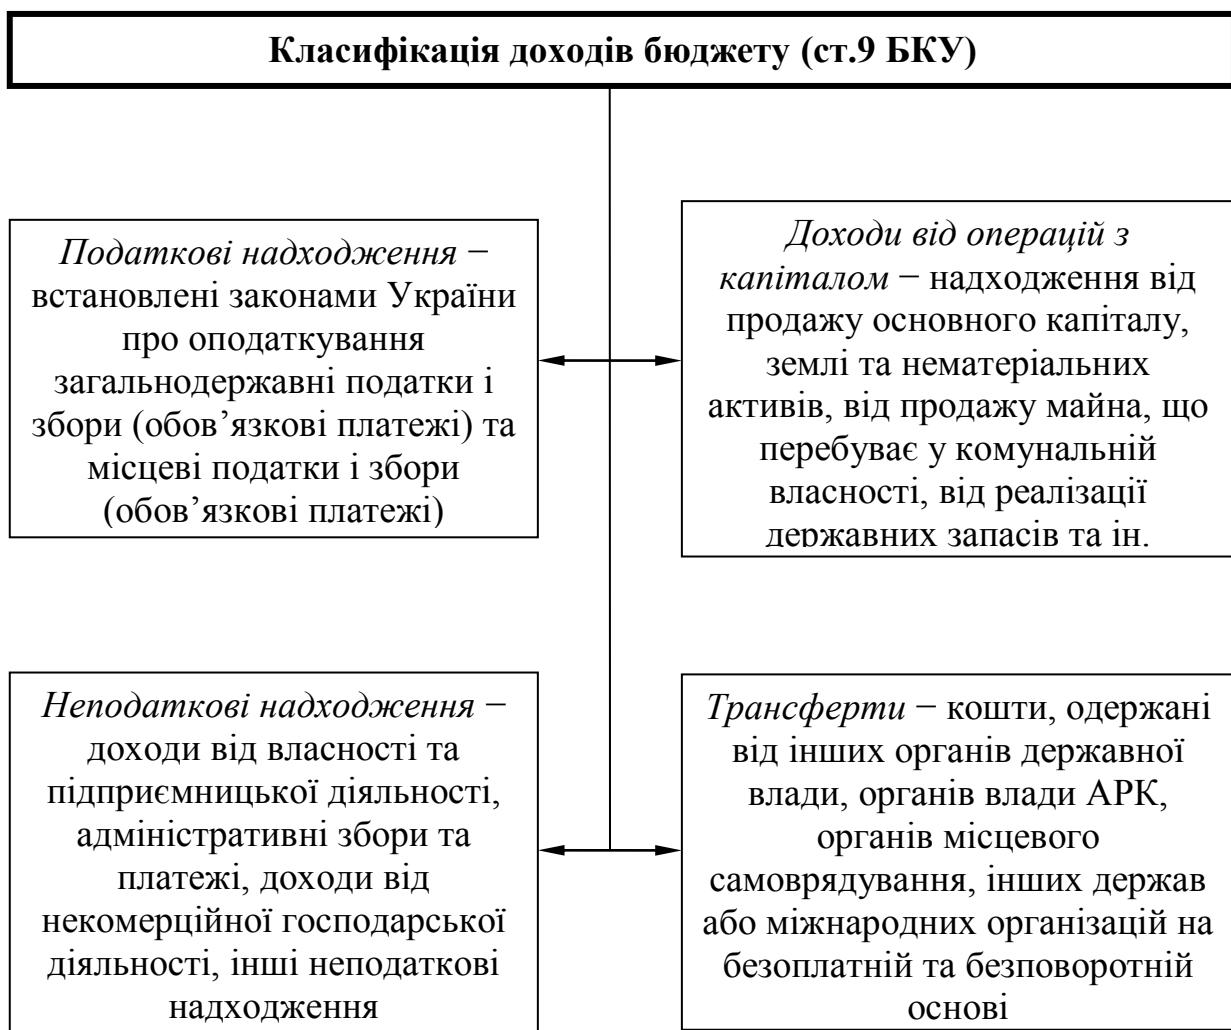 Класифікація доходів бюджету (ст.9 БКУ)
Податкові надходження −
встановлені законами України
про оподаткування
загальнодержавні податки і
збори (обов’язкові платежі) та
місцеві податки і збори
(обов’язкові платежі)
Доходи від операцій з
капіталом − надходження від
продажу основного капіталу,
землі та нематеріальних
активів, від продажу майна, що
перебуває у комунальній
власності, від реалізації
державних запасів та ін.
Неподаткові надходження −
доходи від власності та
підприємницької діяльності,
адміністративні збори та
платежі, доходи від
некомерційної господарської
діяльності, інші неподаткові
надходження
Трансферти − кошти, одержані
від інших органів державної
влади, органів влади АРК,
органів місцевого
самоврядування, інших держав
або міжнародних організацій на
безоплатній та безповоротній
основі